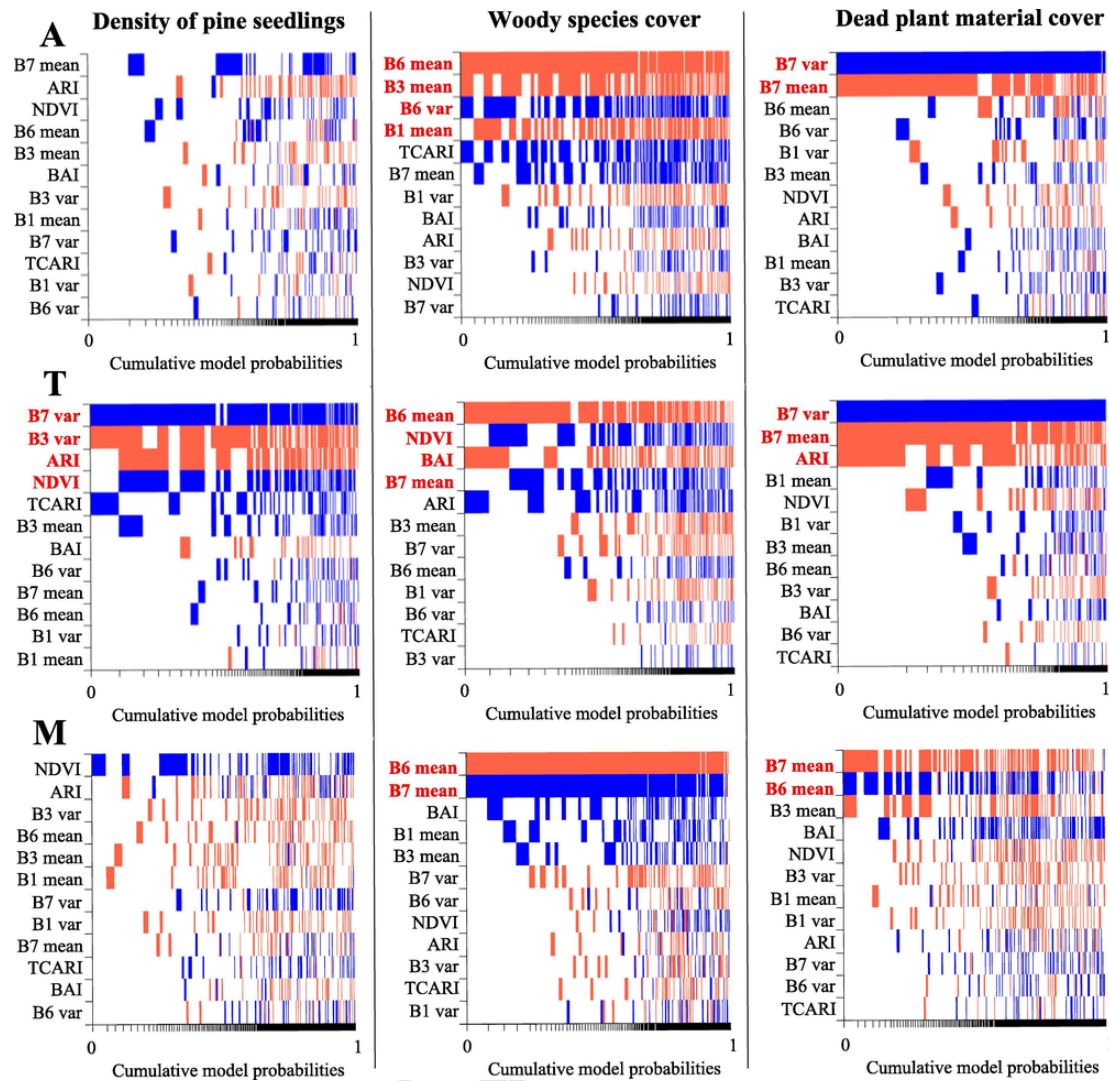 Density of pine seedlings
Woody species cover
Dead plant material cover
A
B7 mean
ARI
NDVI
B6 mean
B3 mean
BAI
B3 var
B1 mean
B7 var
TCARI
B1 var
B6 var
0
1
Cumulative model probabilities
B6 mean
B3 mean
B6 var
B1 mean
TCARI
B7 mean
B1 var
BAI
ARI
B3 var
NDVI
B7 var
0
1
Cumulative model probabilities
B7 var
B7 mean
B6 mean
B6 var
B1 var
B3 mean
NDVI
ARI
BAI
B1 mean
B3 var
TCARI
0
1
Cumulative model probabilities
T
B7 var
B3 var
ARI
NDVI
TCARI
B3 mean
BAI
B6 var
B7 mean
B6 mean
B1 var
B1 mean
0
1
Cumulative model probabilities
B6 mean
NDVI
BAI
B7 mean
ARI
B3 mean
B7 var
B6 mean
B1 var
B6 var
TCARI
B3 var
0
1
Cumulative model probabilities
B7 var
B7 mean
ARI
B1 mean
NDVI
B1 var
B3 mean
B6 mean
B3 var
BAI
B6 var
TCARI
0
1
Cumulative model probabilities
M
NDVI
ARI
B3 var
B6 mean
B3 mean
B1 mean
B7 var
B1 var
B7 mean
TCARI
BAI
B6 var
0
1
Cumulative model probabilities
B6 mean
B7 mean
BAI
B1 mean
B3 mean
B7 var
B6 var
NDVI
ARI
B3 var
TCARI
B1 var
0
1
Cumulative model probabilities
B7 mean
B6 mean
B3 mean
BAI
NDVI
B3 var
B1 mean
B1 var
ARI
B7 var
B6 var
TCARI
0
Cumulative model probabilities